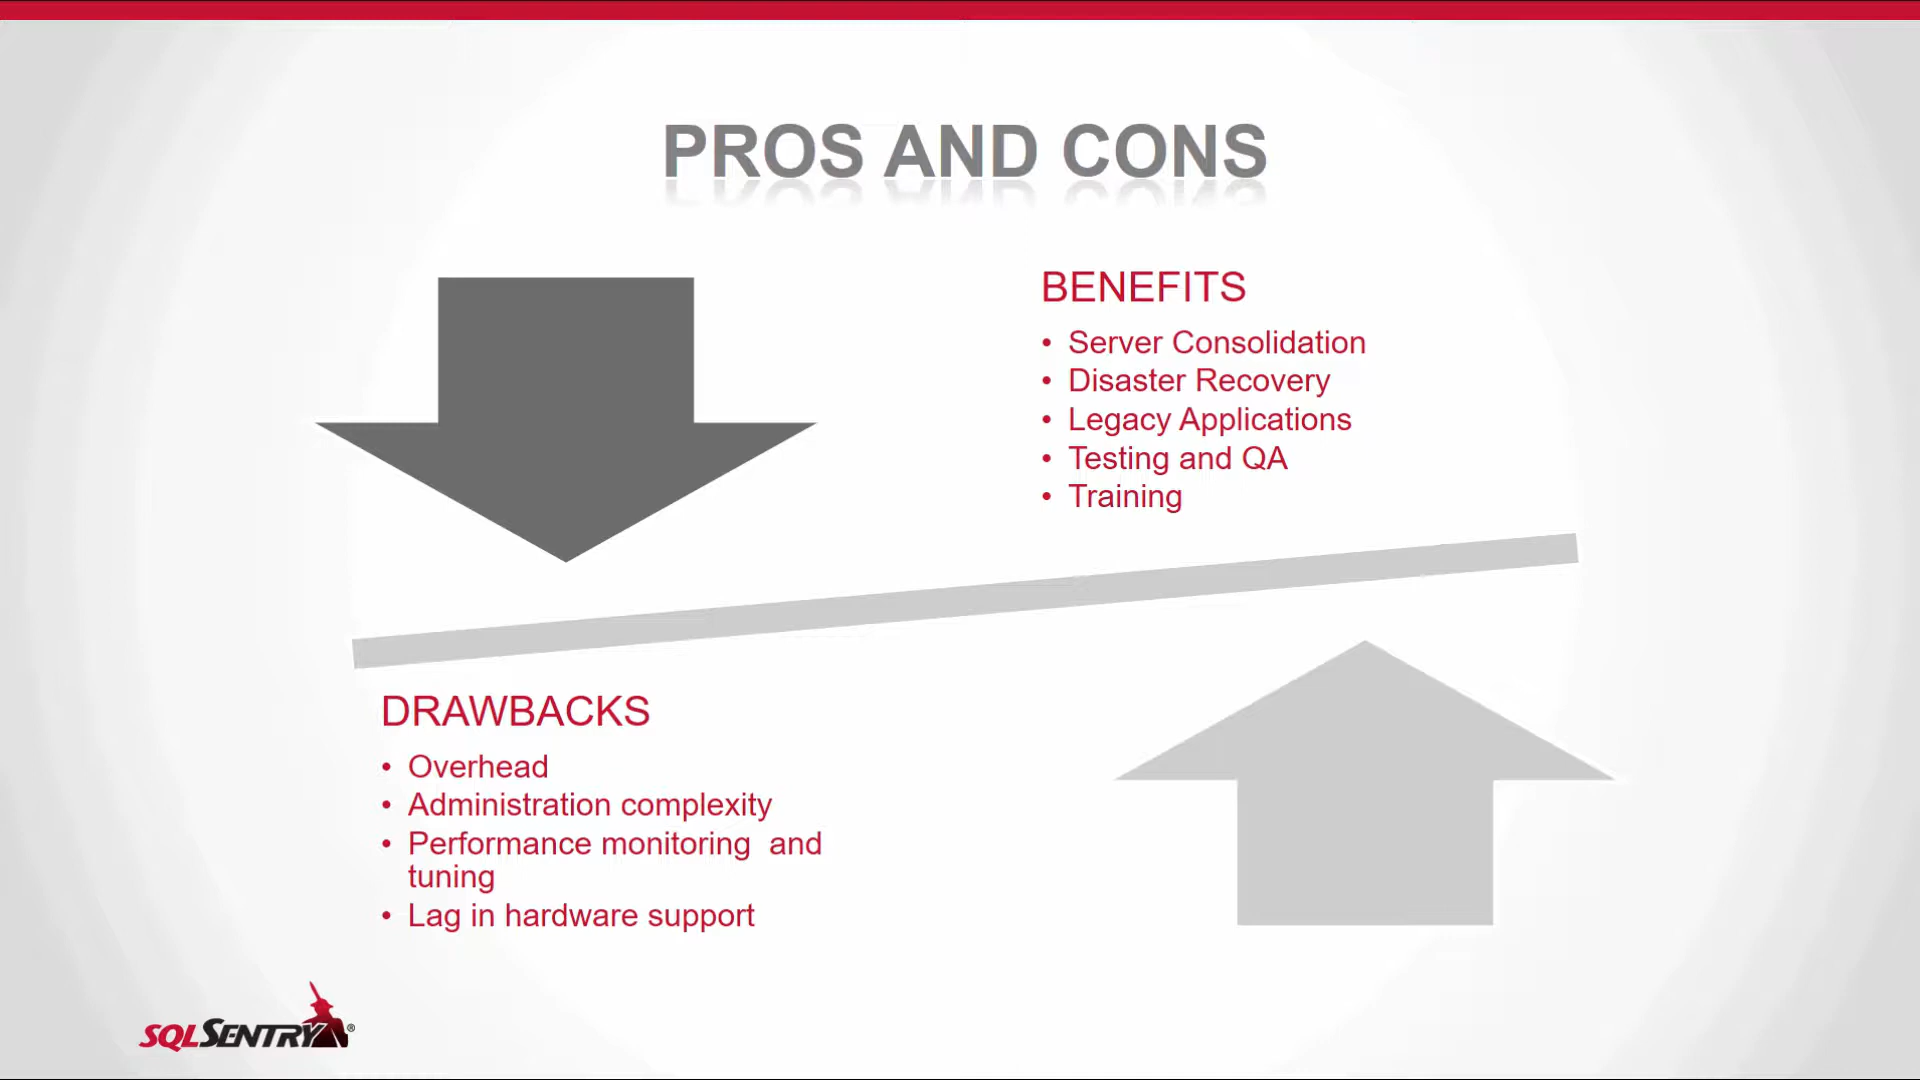 PROS AND CONS
BENEFITS
• Server Consolidation
• Disaster Recovery
• Legacy Applications
• Testing and QA
• Training
DRAWBACKS
• Overhead
• Administration complexity
• Performance monitoring  and
tuning
• Lag in hardware support
SQLSENTRY®